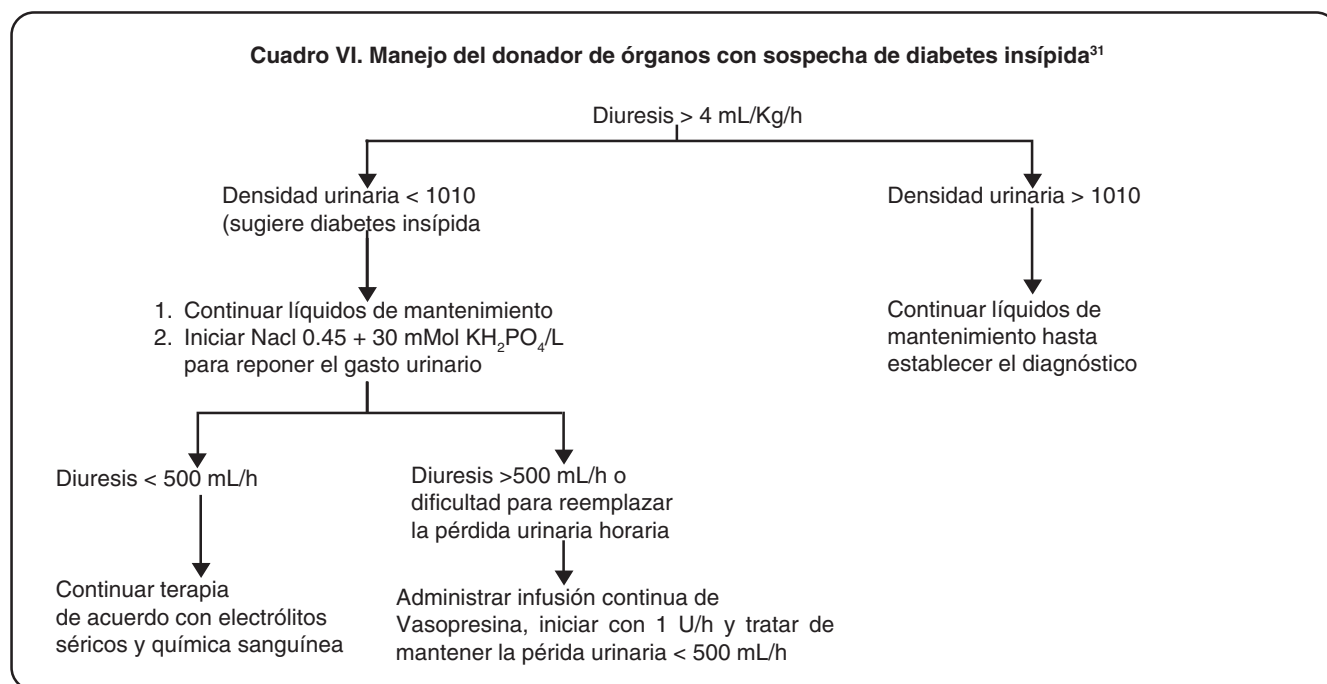 Cuadro VI. Manejo del donador de órganos con sospecha de diabetes insípida³¹
Diuresis > 4 mL/Kg/h
Densidad urinaria < 1010
(sugiere diabetes insípida
Densidad urinaria > 1010
1. Continuar líquidos de mantenimiento
2. Iniciar Nacl 0.45 + 30 mMol KH₂PO₄/L
para reponer el gasto urinario
Continuar líquidos de
mantenimiento hasta
establecer el diagnóstico
Diuresis < 500 mL/h
Diuresis >500 mL/h o
dificultad para reemplazar
la pérdida urinaria horaria
Continuar terapia
de acuerdo con electrólitos
séricos y química sanguínea
Administrar infusión continua de
Vasopresina, iniciar con 1 U/h y tratar de
mantener la périda urinaria < 500 mL/h